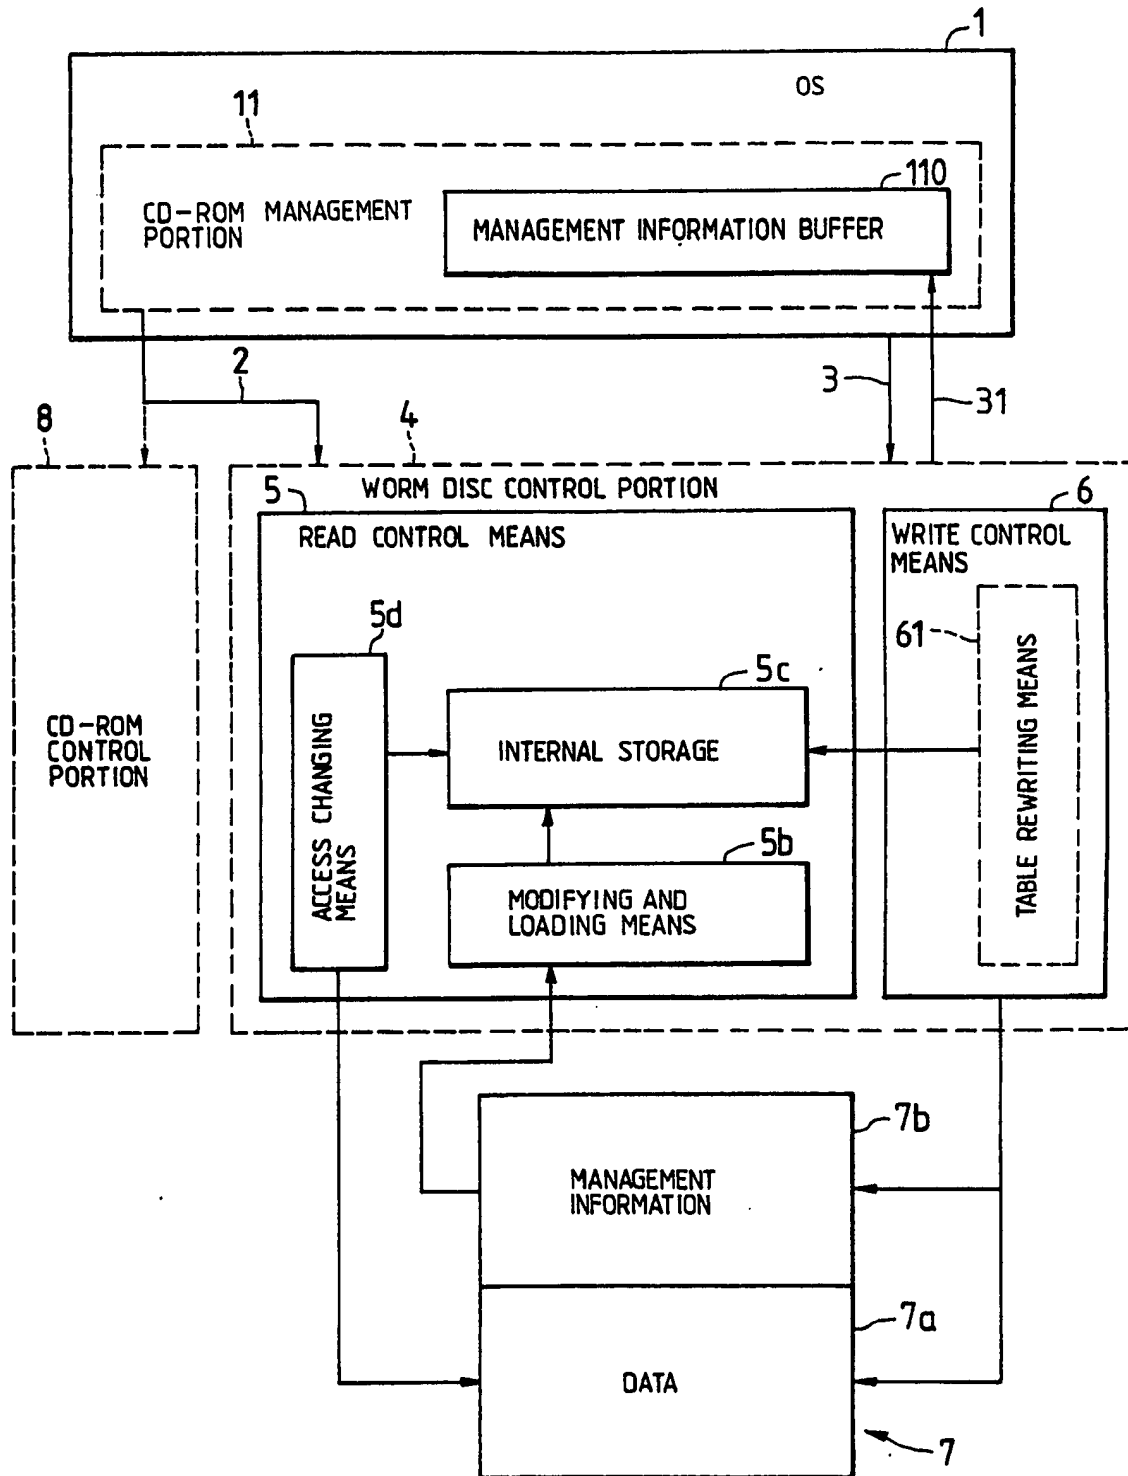 1
OS
11
110
CD-ROM MANAGEMENT
PORTION
MANAGEMENT INFORMATION BUFFER
2
3
31
8
4
WORM DISC CONTROL PORTION
5
6
READ CONTROL MEANS
WRITE CONTROL
MEANS
5d
61
5c
CD-ROM
CONTROL
PORTION
ACCESS CHANGING
MEANS
INTERNAL STORAGE
TABLE REWRITING MEANS
5b
MODIFYING AND
LOADING MEANS
7b
MANAGEMENT
INFORMATION
7a
DATA
7